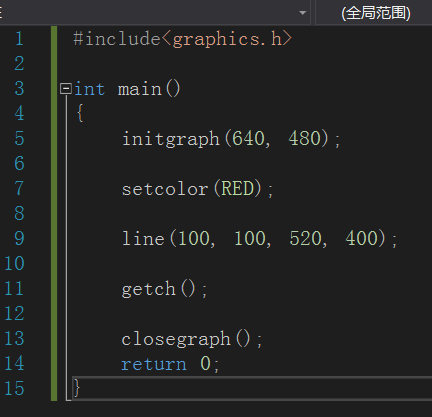 (全局范围)
1 #include<graphics.h>
2
3 int main()
4 {
5 initgraph(640, 480);
6
7 setcolor(RED);
8
9 line(100, 100, 520, 400);
10
11 getch();
12
13 closegraph();
14 return 0;
15 }